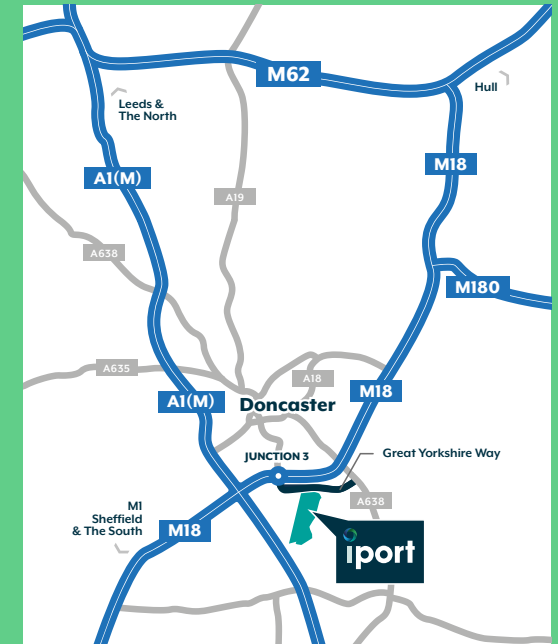 M62
Hull
Leeds &
The North
M18
A1(M)
A19
A638
M180
A635
A18
M18
A1(M)
Doncaster
JUNCTION 3
Great Yorkshire Way
A638
M1
Sheffield
& The South
M18
iport